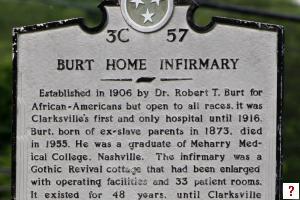 3C 57
BURT HOME INFIRMARY
Established in 1906 by Dr. Robert T. Burt for
African-Americans but open to all races, it was
Clarksville's first and only hospital until 1916.
Burt, born of ex-slave parents in 1873, died
in 1955. He was a graduate of Meharry Med-
ical College, Nashville. The infirmary was a
Gothic Revival cottage that had been enlarged
with operating facilities and 33 patient rooms.
It existed for 48 years, until Clarksville
?